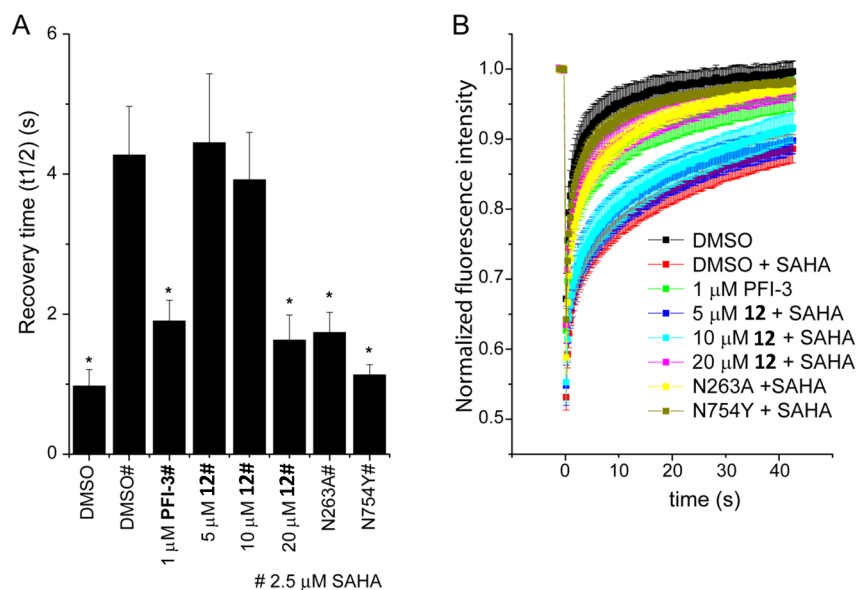 A
6
4
2
0
Recovery time (t1/2) (s)
*
*
*
*
*
DMSO
DMSO#
1 μM PFI-3#
5 μM 12#
10 μM 12#
20 μM 12#
N263A#
N754Y#
# 2.5 μM SAHA
B
1.0
0.9
0.8
0.7
0.6
0.5
Normalized fluorescence intensity
DMSO
DMSO + SAHA
1 μM PFI-3
5 μM 12 + SAHA
10 μM 12 + SAHA
20 μM 12 + SAHA
N263A +SAHA
N754Y + SAHA
0
10
20
30
40
50
time (s)